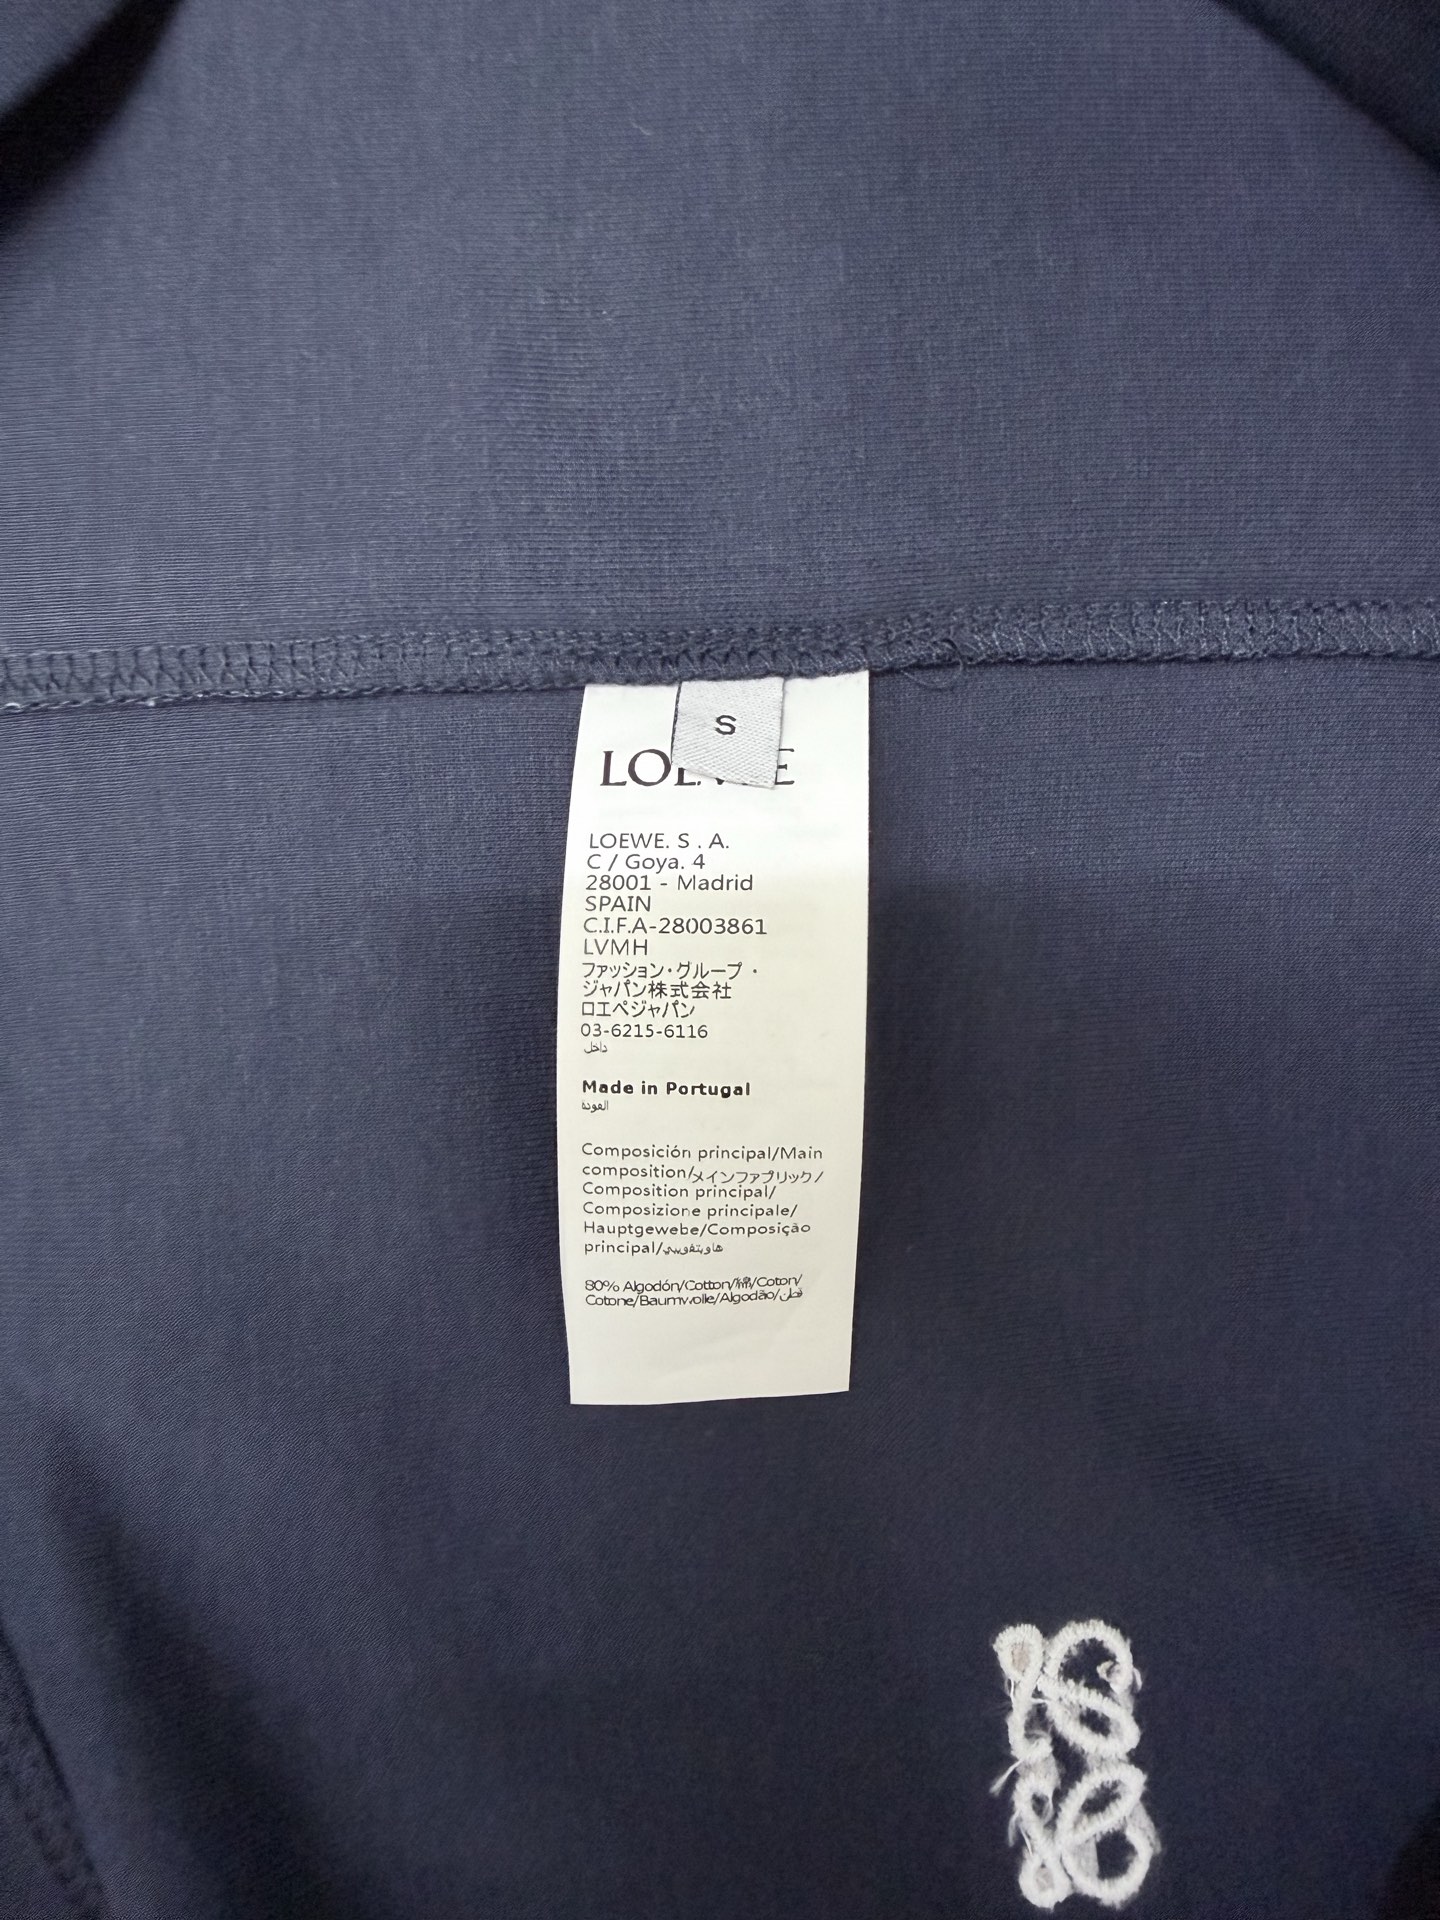 S
LOEWE
LOEWE. S . A.
C / Goya. 4
28001 - Madrid
SPAIN
C.I.F.A-28003861
LVMH
ファッション・グループ・
ジャパン株式会社
ロエベジャパン
03-6215-6116
داخل
Made in Portugal
العودة
Composición principal/Main
composition/メインファブリック/
Composition principal/
Composizione principale/
Hauptgewebe/Composição
principal/
80% Algodón/Cotton/綿/Coton/
Cotone/Baumwolle/Algodão/قطن